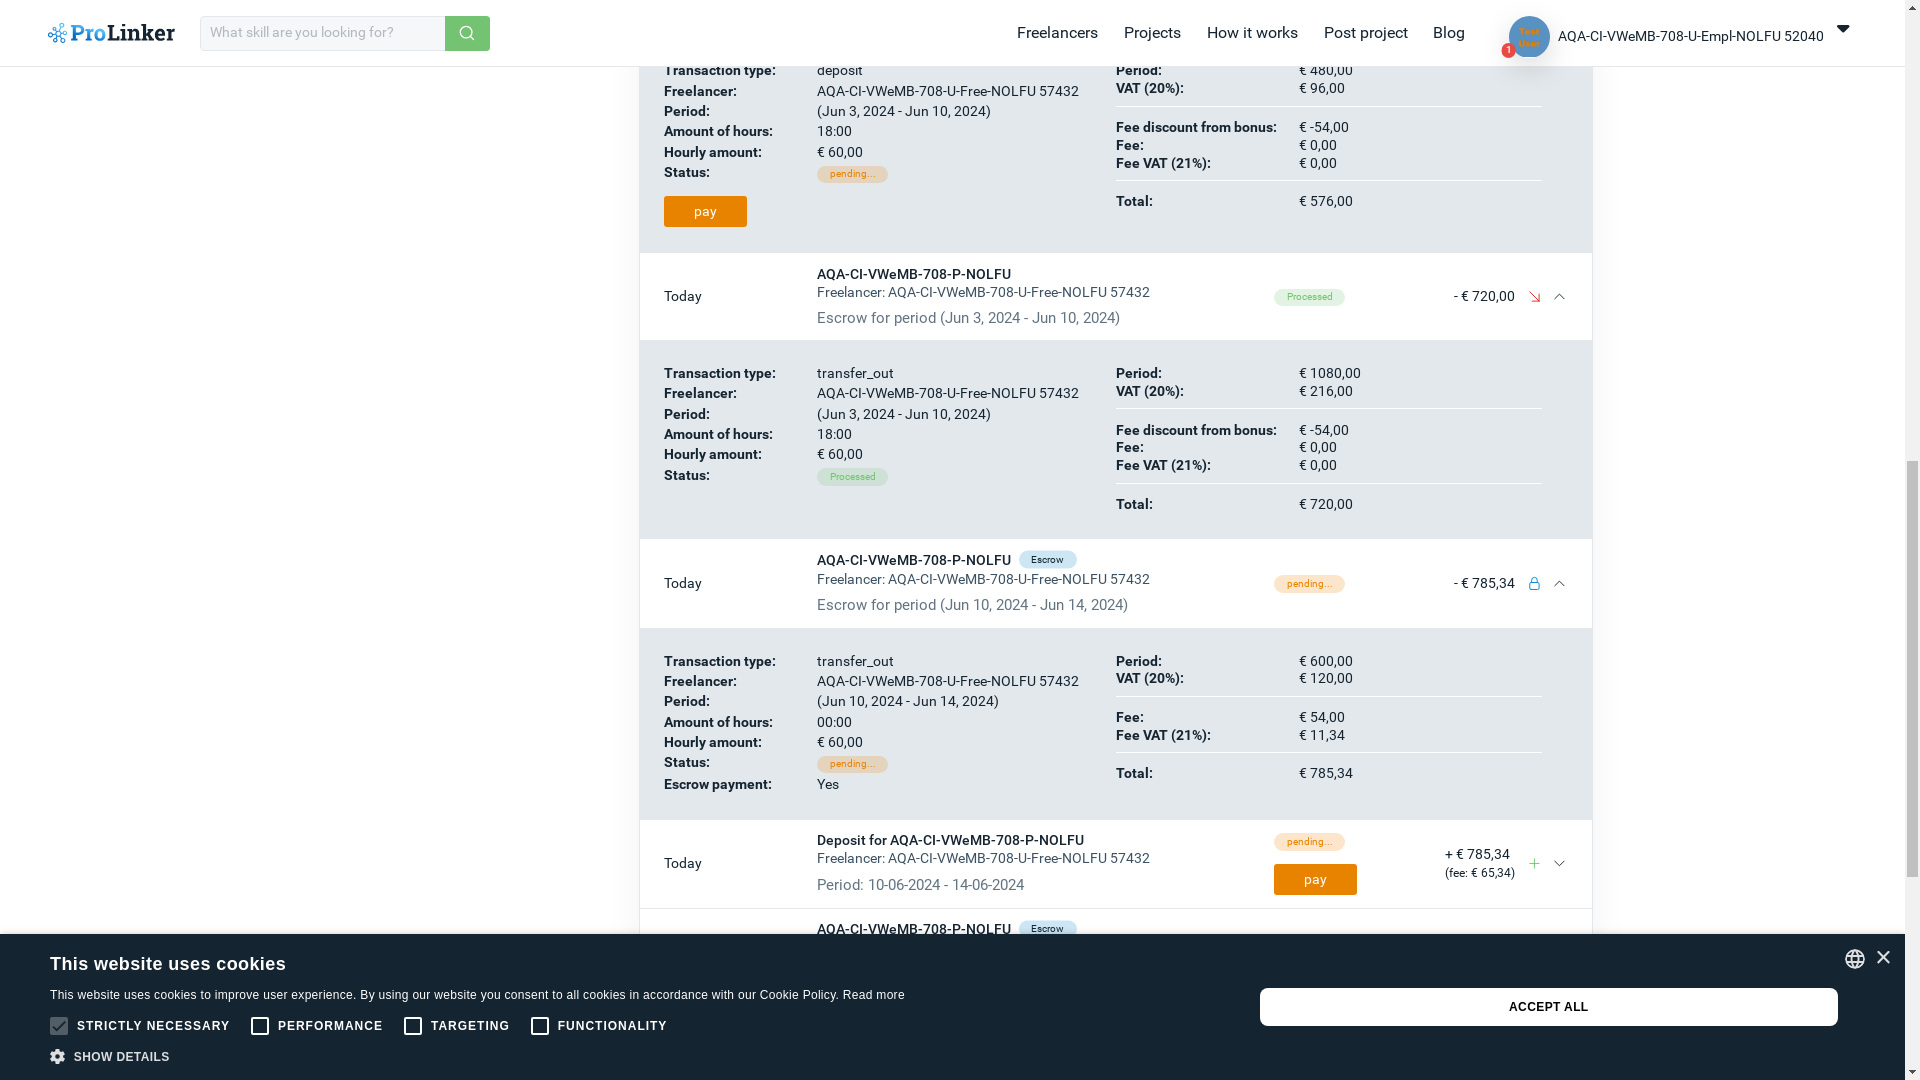 ProLinker
What skill are you looking for?
Freelancers
Projects
How it works
Post project
Blog
Test User
1
AQA-CI-VWeMB-708-U-Empl-NOLFU 52040
Transaction type: deposit
Freelancer: AQA-CI-VWeMB-708-U-Free-NOLFU 57432
Period: (Jun 3, 2024 - Jun 10, 2024)
Amount of hours: 18:00
Hourly amount: € 60,00
Status: pending...
pay
Period: € 480,00
VAT (20%): € 96,00
Fee discount from bonus: € -54,00
Fee: € 0,00
Fee VAT (21%): € 0,00
Total: € 576,00
Today
AQA-CI-VWeMB-708-P-NOLFU
Freelancer: AQA-CI-VWeMB-708-U-Free-NOLFU 57432
Escrow for period (Jun 3, 2024 - Jun 10, 2024)
Processed
- € 720,00
Transaction type: transfer_out
Freelancer: AQA-CI-VWeMB-708-U-Free-NOLFU 57432
Period: (Jun 3, 2024 - Jun 10, 2024)
Amount of hours: 18:00
Hourly amount: € 60,00
Status: Processed
Period: € 1080,00
VAT (20%): € 216,00
Fee discount from bonus: € -54,00
Fee: € 0,00
Fee VAT (21%): € 0,00
Total: € 720,00
Today
AQA-CI-VWeMB-708-P-NOLFU Escrow
Freelancer: AQA-CI-VWeMB-708-U-Free-NOLFU 57432
Escrow for period (Jun 10, 2024 - Jun 14, 2024)
pending...
- € 785,34
Transaction type: transfer_out
Freelancer: AQA-CI-VWeMB-708-U-Free-NOLFU 57432
Period: (Jun 10, 2024 - Jun 14, 2024)
Amount of hours: 00:00
Hourly amount: € 60,00
Status: pending...
Escrow payment: Yes
Period: € 600,00
VAT (20%): € 120,00
Fee: € 54,00
Fee VAT (21%): € 11,34
Total: € 785,34
Today
Deposit for AQA-CI-VWeMB-708-P-NOLFU
Freelancer: AQA-CI-VWeMB-708-U-Free-NOLFU 57432
Period: 10-06-2024 - 14-06-2024
pending...
pay
+ € 785,34
(fee: € 65,34)
AQA-CI-VWeMB-708-P-NOLFU Escrow
This website uses cookies
This website uses cookies to improve user experience. By using our website you consent to all cookies in accordance with our Cookie Policy. Read more
STRICTLY NECESSARY
PERFORMANCE
TARGETING
FUNCTIONALITY
SHOW DETAILS
ACCEPT ALL